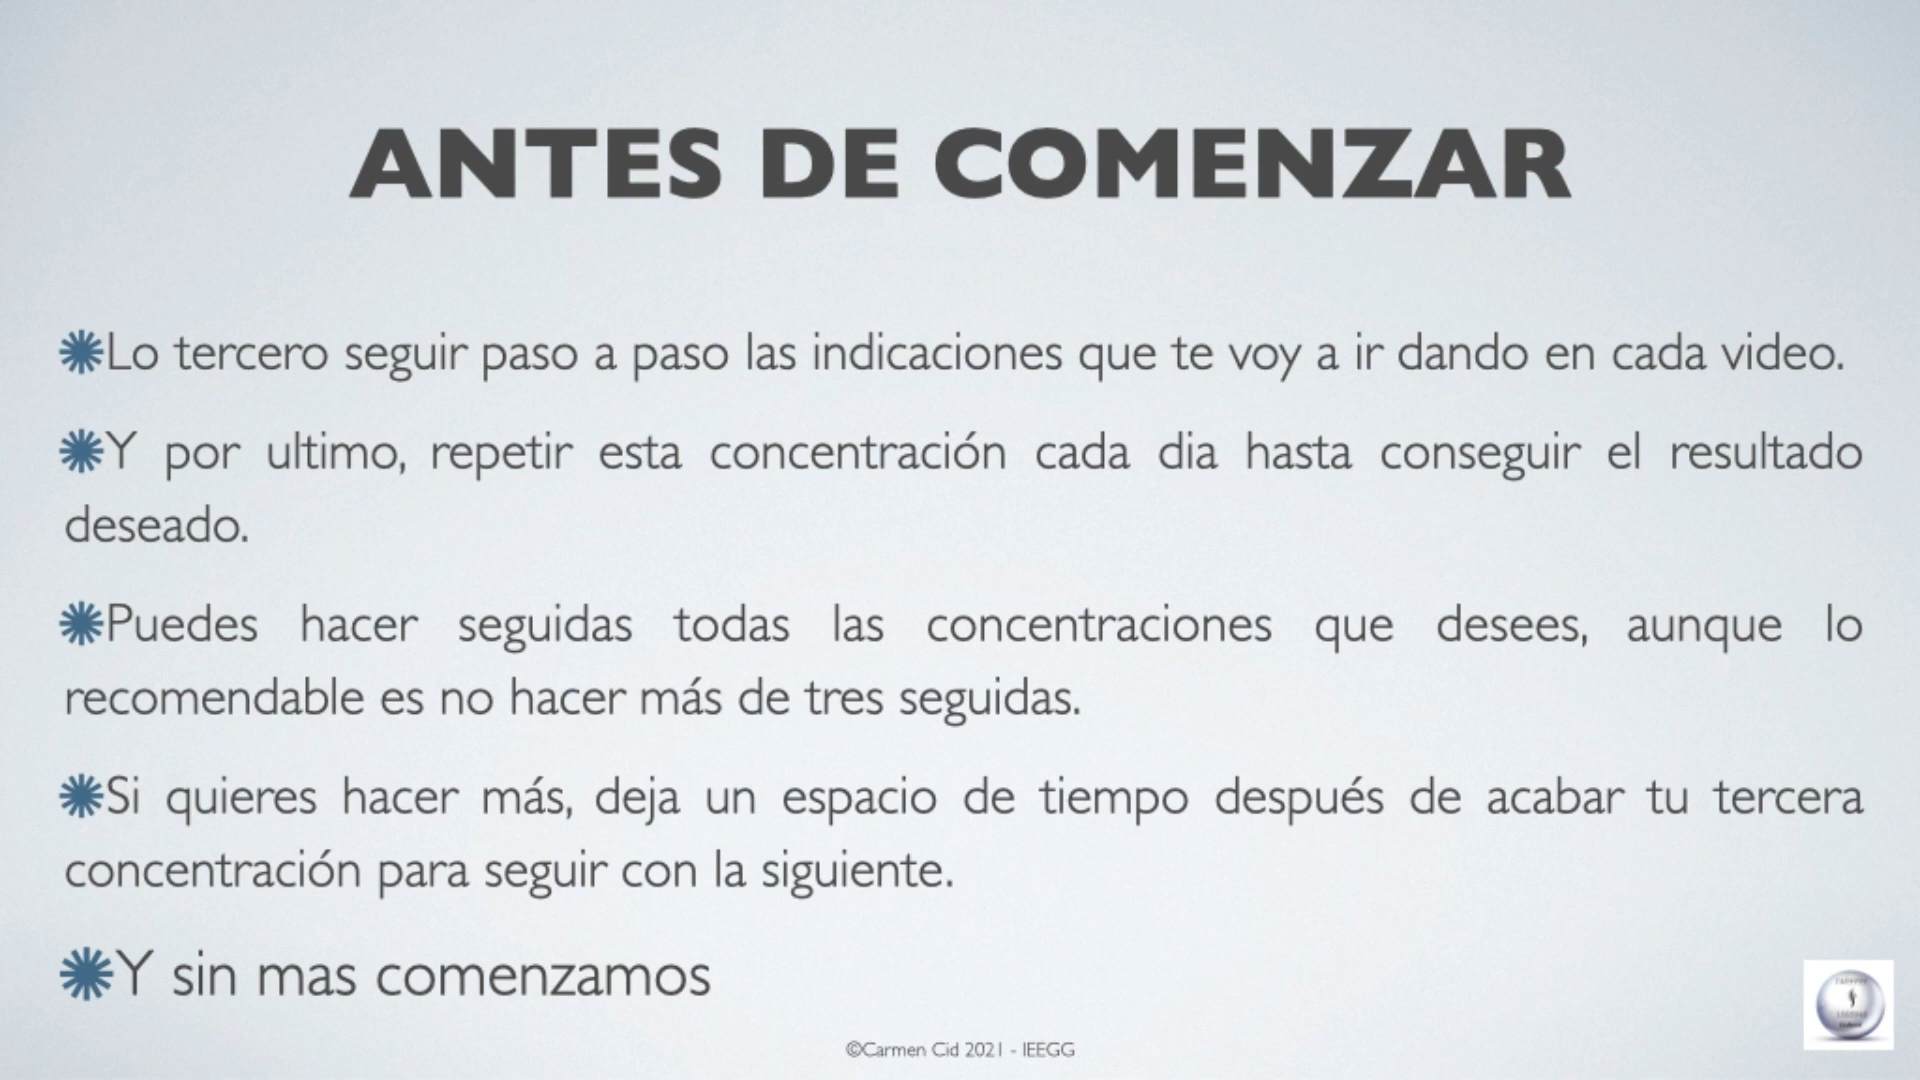 ANTES DE COMENZAR
Lo tercero seguir paso a paso las indicaciones que te voy a ir dando en cada video.
Y por ultimo, repetir esta concentración cada dia hasta conseguir el resultado
deseado.
Puedes hacer seguidas todas las concentraciones que desees, aunque lo
recomendable es no hacer más de tres seguidas.
Si quieres hacer más, deja un espacio de tiempo después de acabar tu tercera
concentración para seguir con la siguiente.
Y sin mas comenzamos
©Carmen Cid 2021 - IEEGG